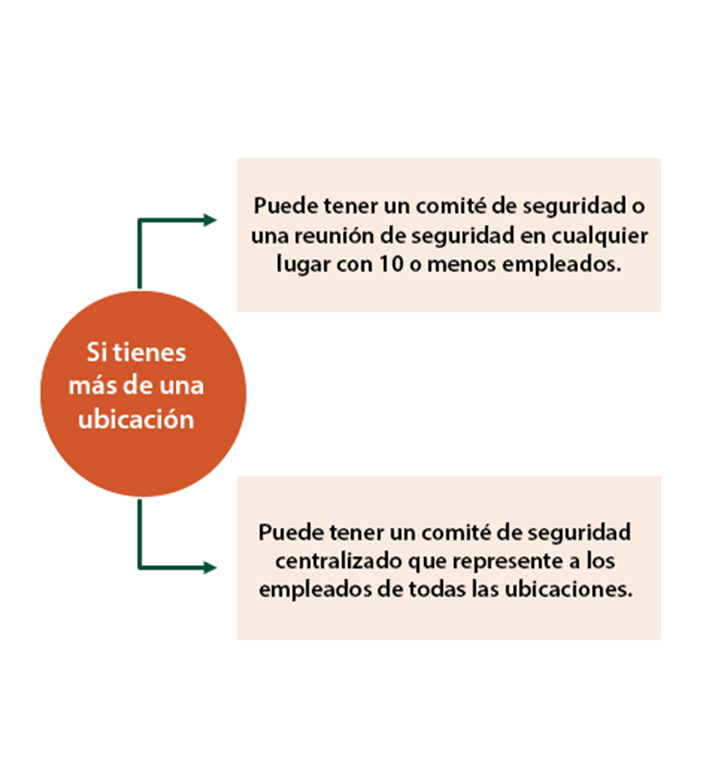 Puede tener un comité de seguridad o
una reunión de seguridad en cualquier
lugar con 10 o menos empleados.
Si tienes
más de una
ubicación
Puede tener un comité de seguridad
centralizado que represente a los
empleados de todas las ubicaciones.